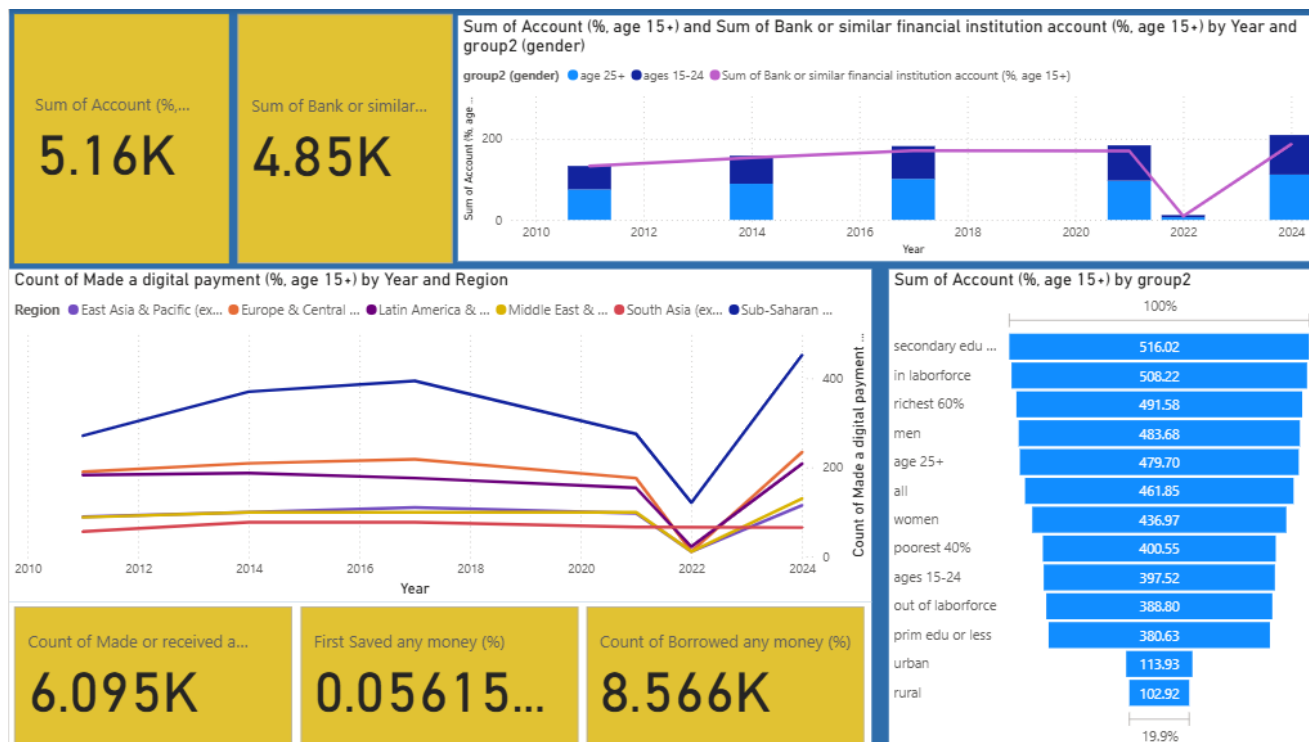 Sum of Account (%,...
5.16K
Sum of Bank or similar...
4.85K
Sum of Account (%, age 15+) and Sum of Bank or similar financial institution account (%, age 15+) by Year and
group2 (gender)
group2 (gender) age 25+ ages 15-24 Sum of Bank or similar financial institution account (%, age 15+)
Sum of Account (%, age ...
200
0
2010 2012 2014 2016 2018 2020 2022 2024
Year
Count of Made a digital payment (%, age 15+) by Year and Region
Region East Asia & Pacific (ex... Europe & Central ... Latin America & ... Middle East & ... South Asia (ex... Sub-Saharan ...
400
200
0
Count of Made a digital payment ...
2010 2012 2014 2016 2018 2020 2022 2024
Year
Sum of Account (%, age 15+) by group2
100%
secondary edu ... 516.02
in laborforce 508.22
richest 60% 491.58
men 483.68
age 25+ 479.70
all 461.85
women 436.97
poorest 40% 400.55
ages 15-24 397.52
out of laborforce 388.80
prim edu or less 380.63
urban 113.93
rural 102.92
19.9%
Count of Made or received a...
6.095K
First Saved any money (%)
0.05615...
Count of Borrowed any money (%)
8.566K